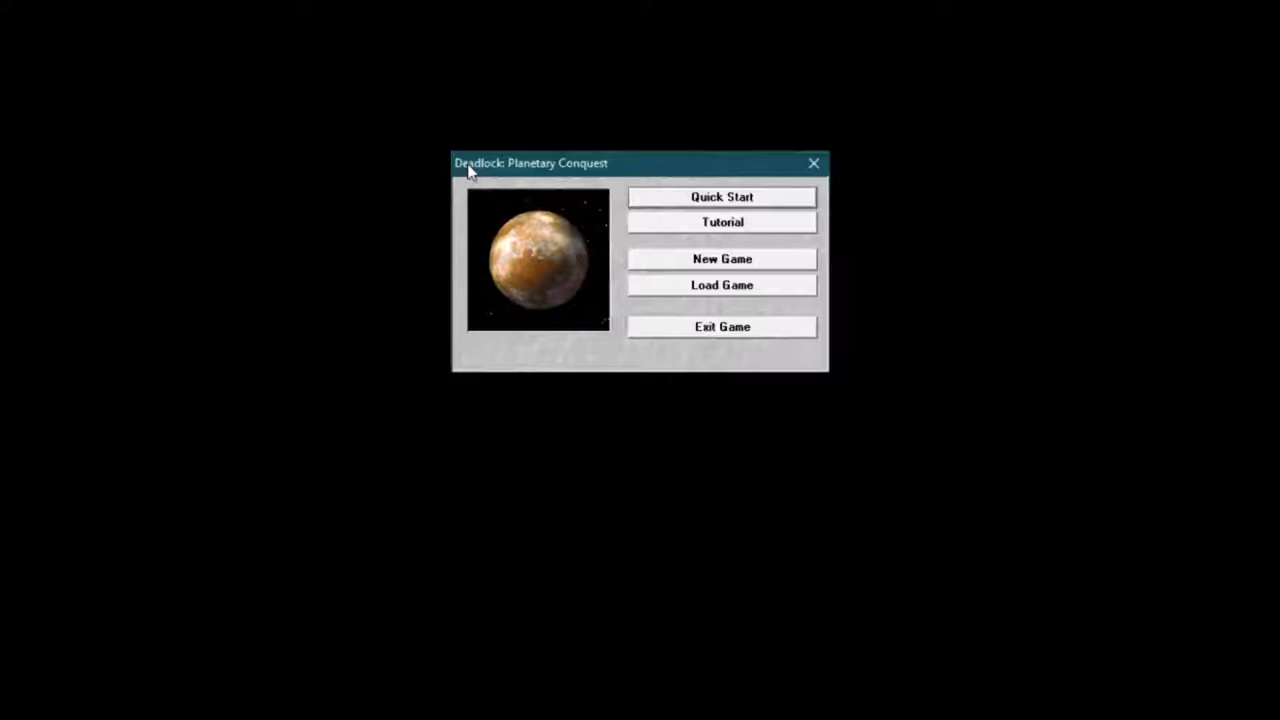 Deadlock: Planetary Conquest
Quick Start
Tutorial
New Game
Load Game
Exit Game